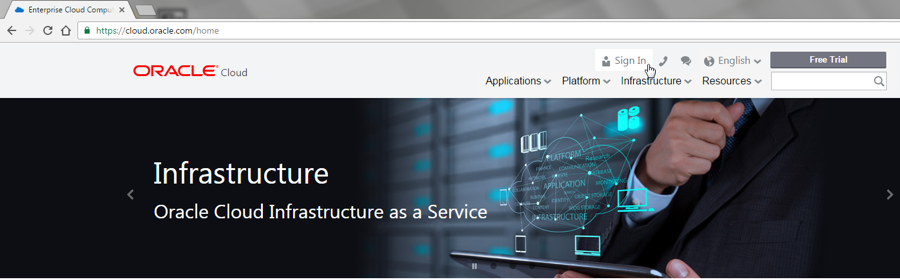 Enterprise Cloud Comput
https://cloud.oracle.com/home
ORACLE Cloud
Sign In
English
Free Trial
Applications Platform Infrastructure Resources
Infrastructure
Oracle Cloud Infrastructure as a Service
PLATFORM
APPLICATION
INFRASTRUCTURE